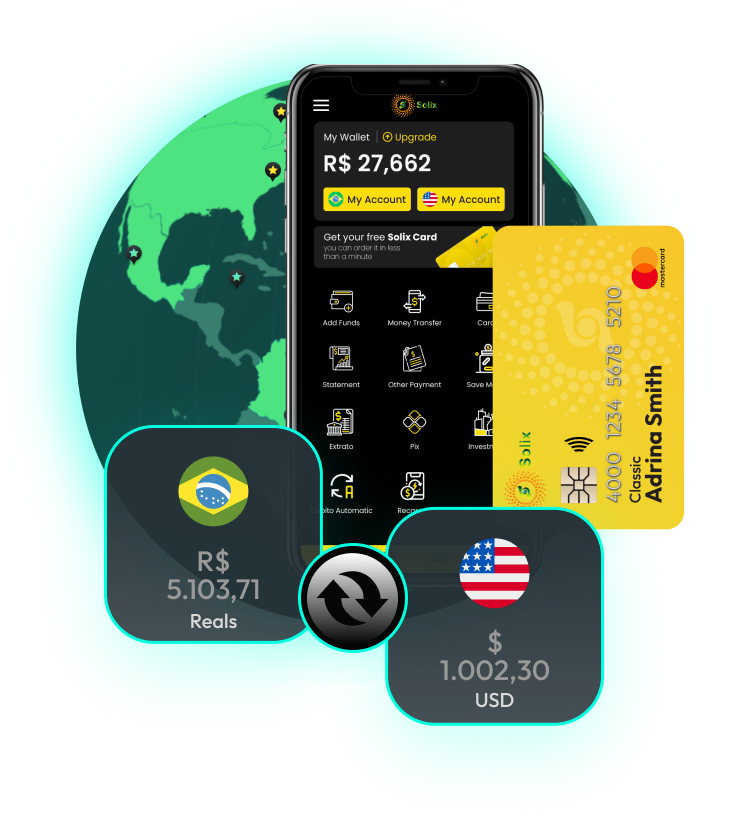 Solix
My Wallet
Upgrade
R$ 27,662
My Account
My Account
Get your free Solix Card
you can order it in less
than a minute
Add Funds
Money Transfer
Card
Statement
Other Payment
Save M
Extrato
Pix
Investm
bito Automatic
Reca
mastercard
4000 1234 5678 5210
Classic
Adrina Smith
Solix
R$
5.103,71
Reals
$
1.002,30
USD